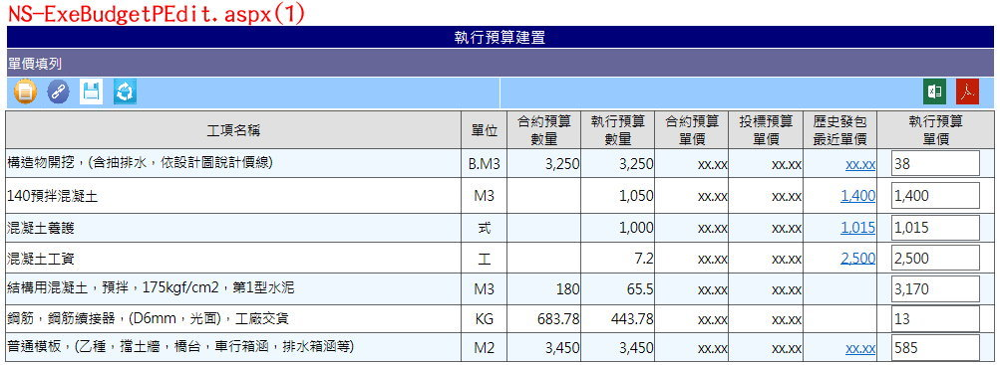 NS-ExeBudgetPEdit.aspx(1)
執行預算建置
單價填列
工項名稱 單位 合約預算數量 執行預算數量 合約預算單價 投標預算單價 歷史發包最近單價 執行預算單價
構造物開挖，(含抽排水，依設計圖說計價線) B.M3 3,250 3,250 xx.xx xx.xx xx.xx 38
140預拌混凝土 M3 1,050 xx.xx xx.xx 1,400 1,400
混凝土養護 式 1,000 xx.xx xx.xx 1,015 1,015
混凝土工資 工 7.2 xx.xx xx.xx 2,500 2,500
結構用混凝土，預拌，175kgf/cm2，第1型水泥 M3 180 65.5 xx.xx xx.xx 3,170
鋼筋，鋼筋續接器，(D6mm，光面)，工廠交貨 KG 683.78 443.78 xx.xx xx.xx 13
普通模板，(乙種，擋土牆，橋台，車行箱涵，排水箱涵等) M2 3,450 3,450 xx.xx xx.xx xx.xx 585